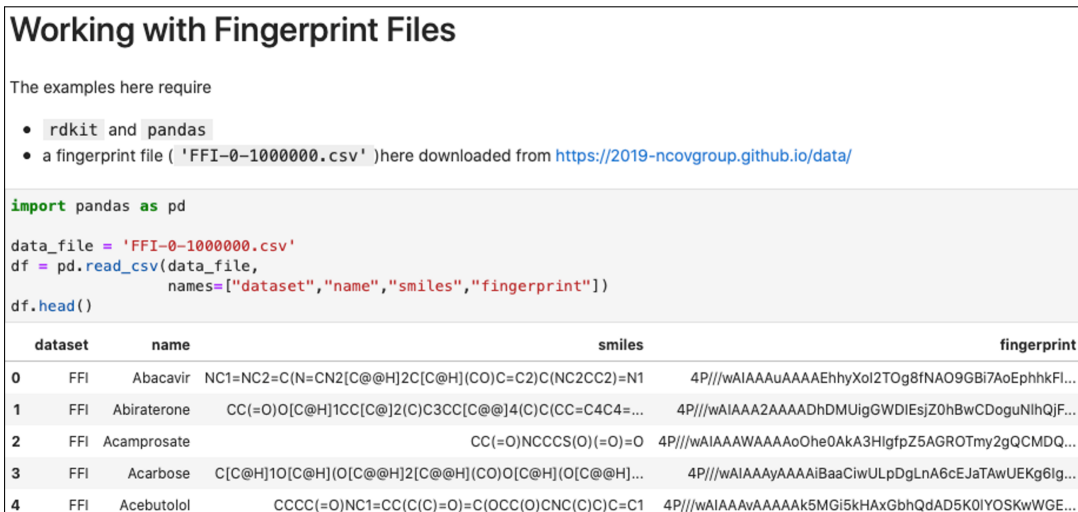 Working with Fingerprint Files
The examples here require
• rdkit and pandas
• a fingerprint file ( 'FFI-0-1000000.csv' )here downloaded from https://2019-ncovgroup.github.io/data/
import pandas as pd
data_file = 'FFI-0-1000000.csv'
df = pd.read_csv(data_file,
names=["dataset","name","smiles","fingerprint"])
df.head()
dataset name smiles fingerprint
0 FFI Abacavir NC1=NC2=C(N=CN2[C@@H]2C[C@H](CO)C=C2)C(NC2CC2)=N1 4P///wAIAAAuAAAAEhhyXoI2TOg8fNAO9GBi7AoEphhkFl...
1 FFI Abiraterone CC(=O)O[C@H]1CC[C@]2(C)C3CC[C@@]4(C)C(CC=C4C4=... 4P///wAIAAA2AAAADhDMUigGWDIEsjZ0hBwCDoguNlhQjF...
2 FFI Acamprosate CC(=O)NCCCS(O)(=O)=O 4P///wAIAAAWAAAAoOhe0AkA3HlgfpZ5AGROTmy2gQCMDQ...
3 FFI Acarbose C[C@H]1O[C@H](O[C@@H]2[C@@H](CO)O[C@H](O[C@@H]... 4P///wAIAAAyAAAAiBaaCiwULpDgLnA6cEJaTAwUEKg6Ig...
4 FFI Acebutolol CCCC(=O)NC1=CC(C(C)=O)=C(OCC(O)CNC(C)C)C=C1 4P///wAIAAAvAAAAAk5MGi5kHAxGbhQdAD5K0IYOSKwWGE...